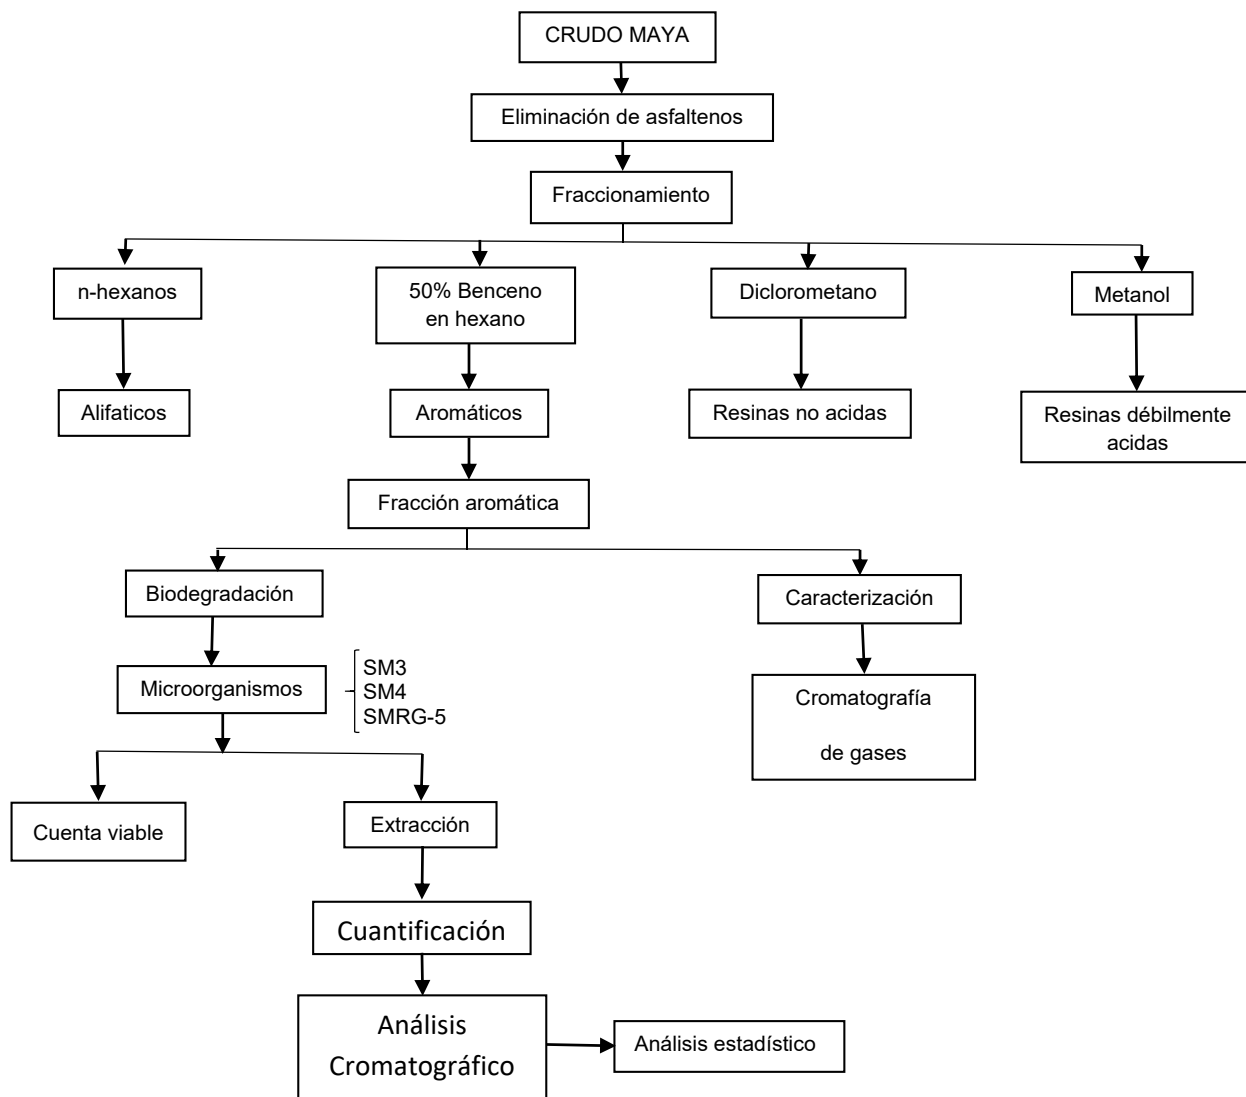 CRUDO MAYA
Eliminación de asfaltenos
Fraccionamiento
n-hexanos
50% Benceno
en hexano
Diclorometano
Metanol
Alifaticos
Aromáticos
Resinas no acidas
Resinas débilmente
acidas
Fracción aromática
Biodegradación
Caracterización
Microorganismos
SM3
SM4
SMRG-5
Cromatografía
de gases
Cuenta viable
Extracción
Cuantificación
Análisis
Cromatográfico
Análisis estadístico